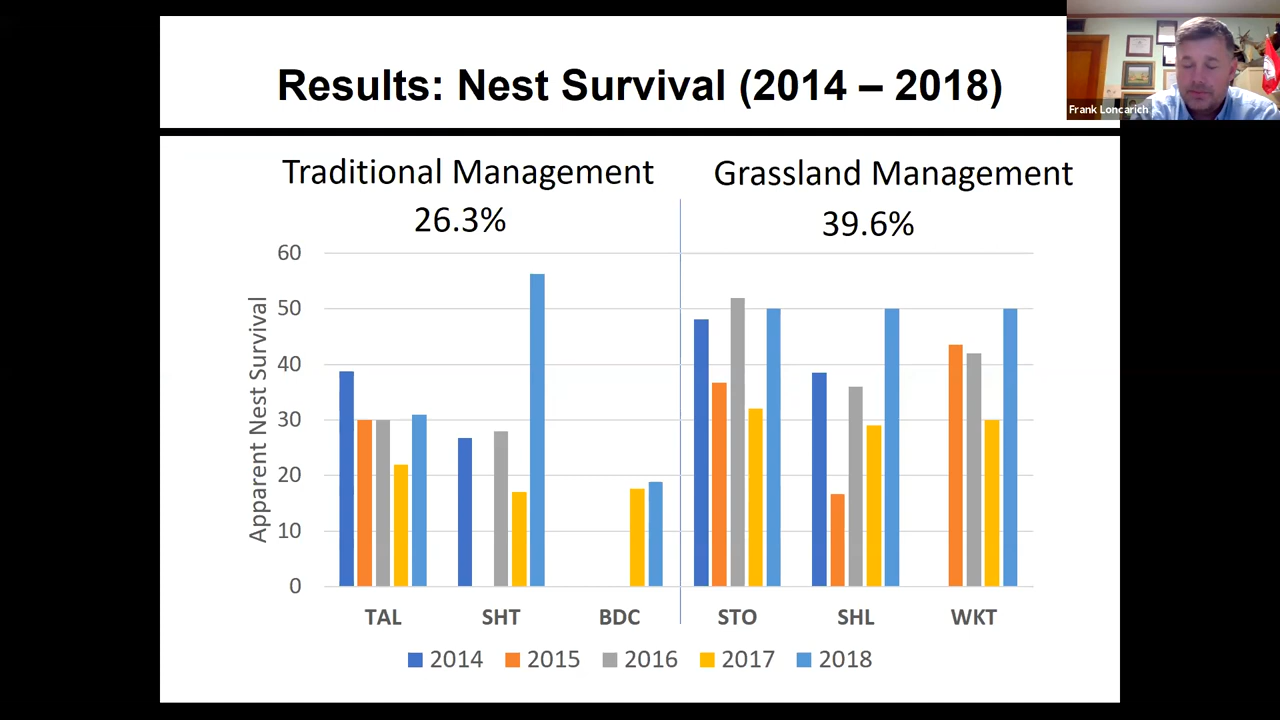 Results: Nest Survival (2014 – 2018)
Frank Loncarich
Traditional Management
26.3%
Grassland Management
39.6%
Apparent Nest Survival
60
50
40
30
20
10
0
TAL SHT BDC STO SHL WKT
2014 2015 2016 2017 2018